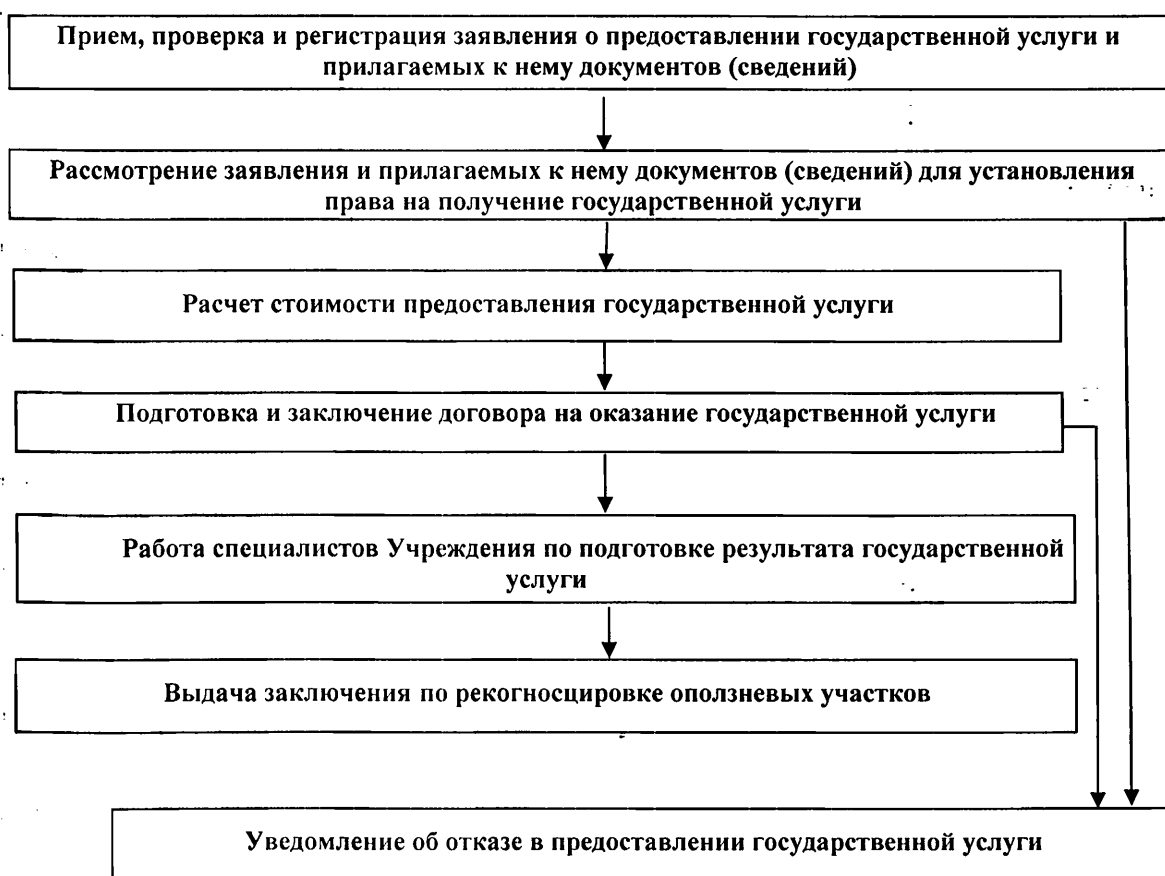 Прием, проверка и регистрация заявления о предоставлении государственной услуги и
прилагаемых к нему документов (сведений)
Рассмотрение заявления и прилагаемых к нему документов (сведений) для установления
права на получение государственной услуги
Расчет стоимости предоставления государственной услуги
Подготовка и заключение договора на оказание государственной услуги
Работа специалистов Учреждения по подготовке результата государственной
услуги
Выдача заключения по рекогносцировке оползневых участков
Уведомление об отказе в предоставлении государственной услуги